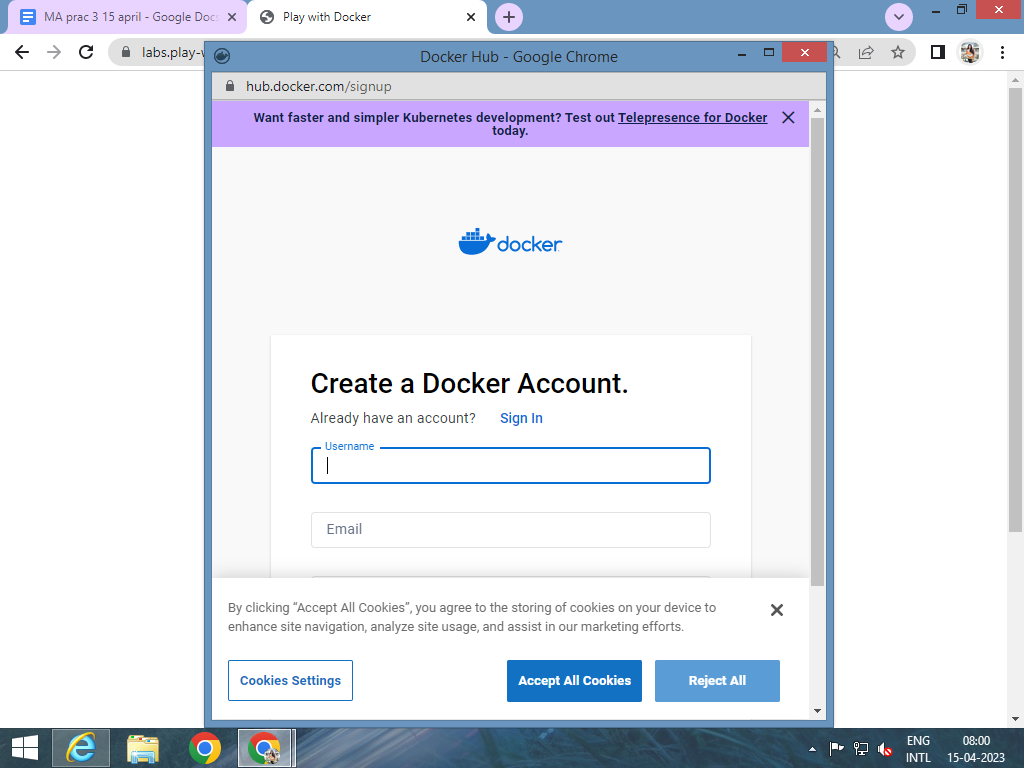 MA prac 3 15 april - Google Docs
Play with Docker
labs.play-w
Docker Hub - Google Chrome
hub.docker.com/signup
Want faster and simpler Kubernetes development? Test out Telepresence for Docker
today.
docker
Create a Docker Account.
Already have an account? Sign In
Username
Email
By clicking “Accept All Cookies”, you agree to the storing of cookies on your device to
enhance site navigation, analyze site usage, and assist in our marketing efforts.
Cookies Settings
Accept All Cookies
Reject All
ENG
INTL
08:00
15-04-2023